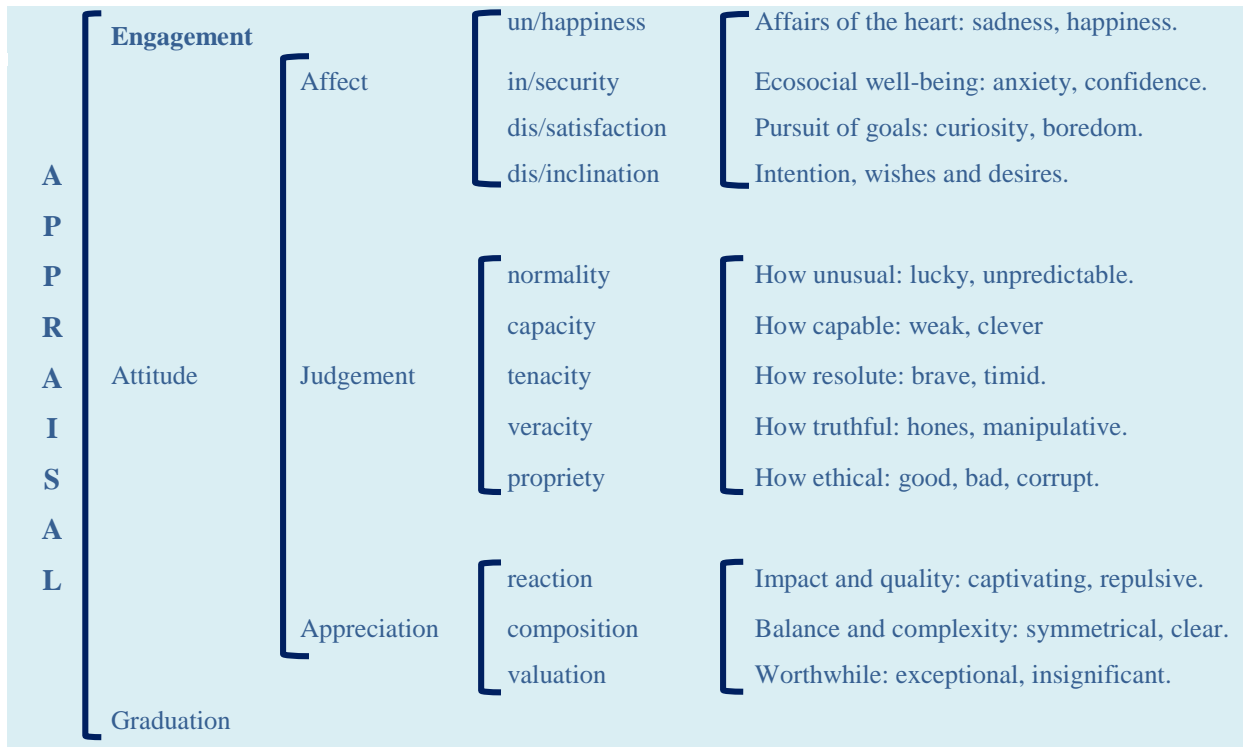 un/happiness Affairs of the heart: sadness, happiness.
Engagement
Affect in/security Ecosocial well-being: anxiety, confidence.
dis/satisfaction Pursuit of goals: curiosity, boredom.
A dis/inclination Intention, wishes and desires.
P
P normality How unusual: lucky, unpredictable.
R capacity How capable: weak, clever
A Attitude Judgement tenacity How resolute: brave, timid.
I veracity How truthful: hones, manipulative.
S propriety How ethical: good, bad, corrupt.
A
L reaction Impact and quality: captivating, repulsive.
Appreciation composition Balance and complexity: symmetrical, clear.
valuation Worthwhile: exceptional, insignificant.
Graduation